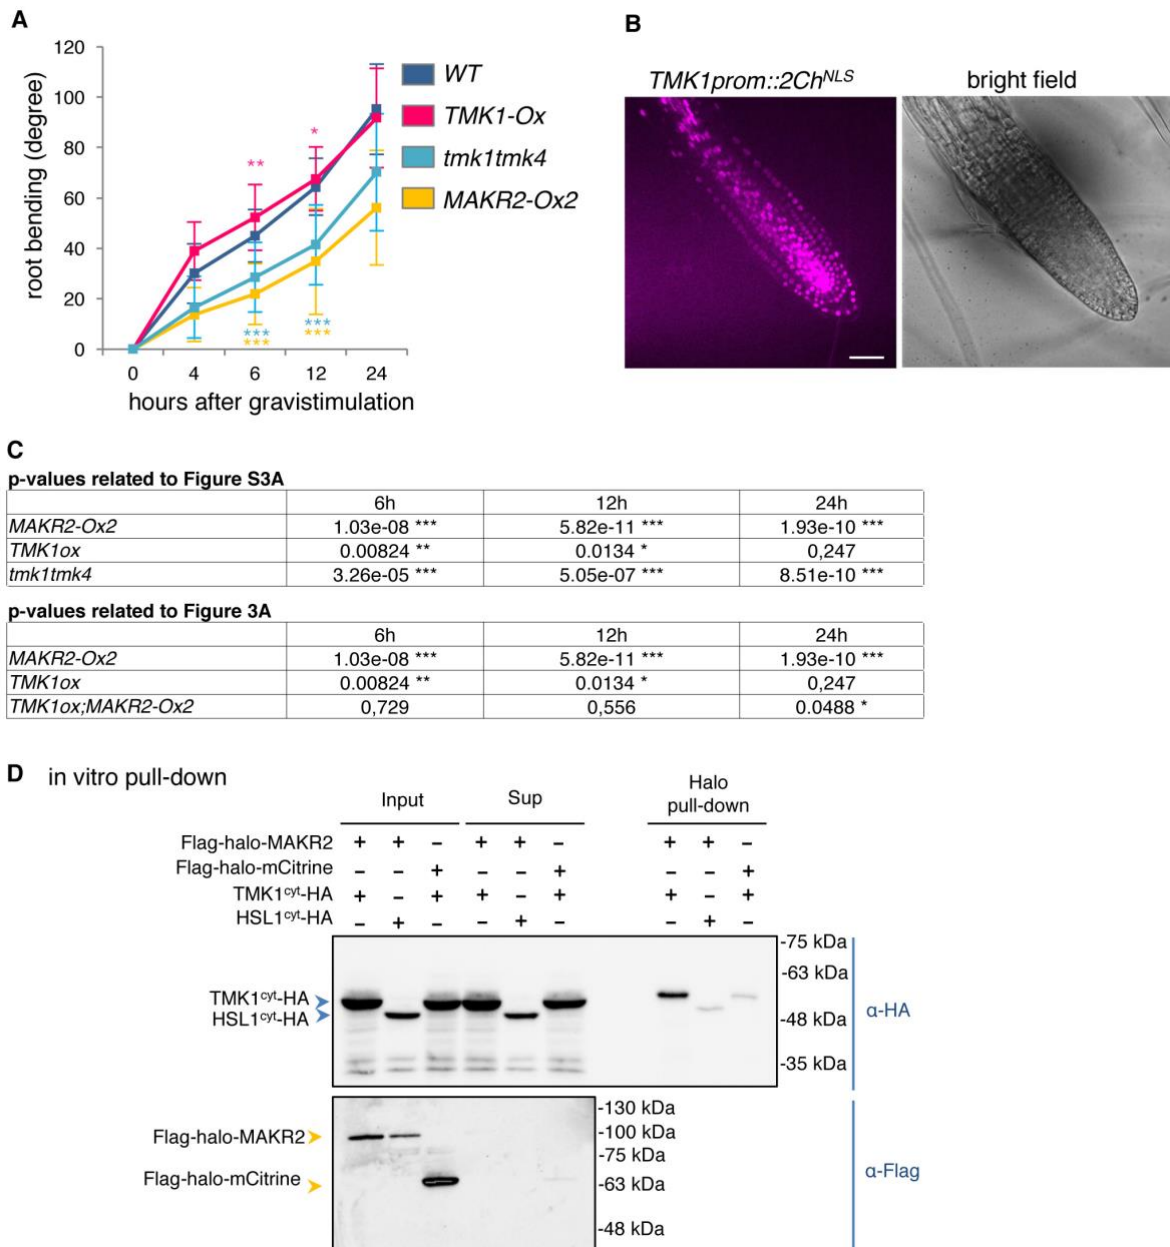 A
120
100
80
60
40
20
0
root bending (degree)
0 4 6 12 24
hours after gravistimulation
** *
*** ***
*** ***
WT
TMK1-Ox
tmk1tmk4
MAKR2-Ox2
B
TMK1prom::2Ch^NLS bright field
C
p-values related to Figure S3A
6h 12h 24h
MAKR2-Ox2 1.03e-08 *** 5.82e-11 *** 1.93e-10 ***
TMK1ox 0.00824 ** 0.0134 * 0,247
tmk1tmk4 3.26e-05 *** 5.05e-07 *** 8.51e-10 ***
p-values related to Figure 3A
6h 12h 24h
MAKR2-Ox2 1.03e-08 *** 5.82e-11 *** 1.93e-10 ***
TMK1ox 0.00824 ** 0.0134 * 0,247
TMK1ox;MAKR2-Ox2 0,729 0,556 0.0488 *
D in vitro pull-down
Input Sup Halo
pull-down
Flag-halo-MAKR2 + + – + + – + + –
Flag-halo-mCitrine – – + – – + – – +
TMK1cyt-HA + – + + – + + – +
HSL1cyt-HA – + – – + – – + –
-75 kDa
-63 kDa
TMK1cyt-HA
HSL1cyt-HA
-48 kDa
-35 kDa
α-HA
-130 kDa
Flag-halo-MAKR2 -100 kDa
-75 kDa
Flag-halo-mCitrine -63 kDa
-48 kDa
α-Flag